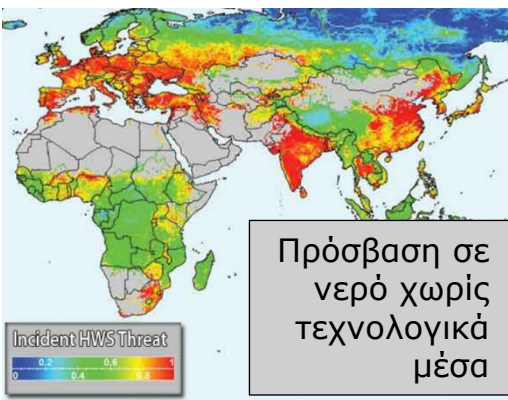 Πρόσβαση σε
νερό χωρίς
τεχνολογικά
μέσα
Incident HWS Threat
0.2 0.6 1
0 0.4 0.8